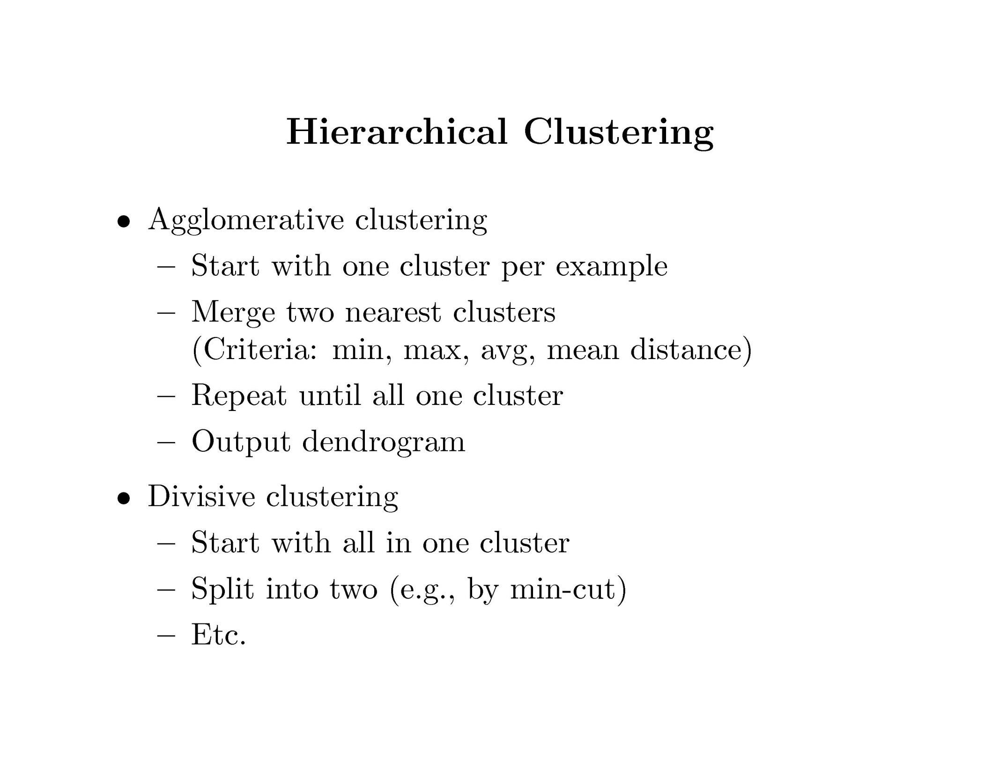 Hierarchical Clustering
• Agglomerative clustering
– Start with one cluster per example
– Merge two nearest clusters
(Criteria: min, max, avg, mean distance)
– Repeat until all one cluster
– Output dendrogram
• Divisive clustering
– Start with all in one cluster
– Split into two (e.g., by min-cut)
– Etc.